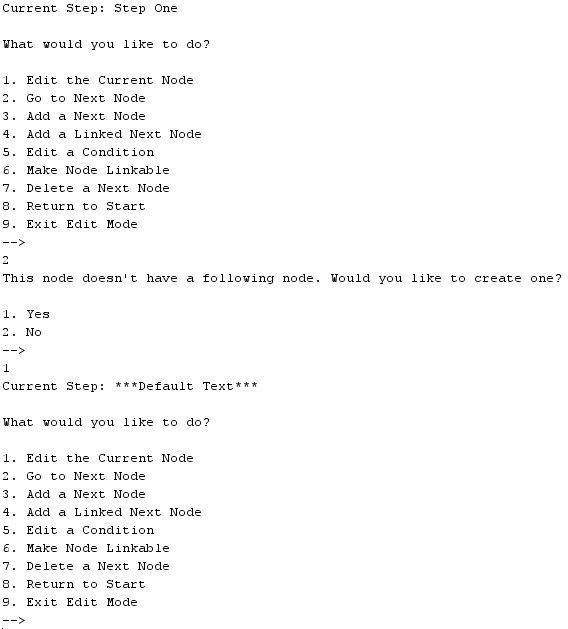 Current Step: Step One
What would you like to do?
1. Edit the Current Node
2. Go to Next Node
3. Add a Next Node
4. Add a Linked Next Node
5. Edit a Condition
6. Make Node Linkable
7. Delete a Next Node
8. Return to Start
9. Exit Edit Mode
-->
2
This node doesn't have a following node. Would you like to create one?
1. Yes
2. No
-->
1
Current Step: ***Default Text***
What would you like to do?
1. Edit the Current Node
2. Go to Next Node
3. Add a Next Node
4. Add a Linked Next Node
5. Edit a Condition
6. Make Node Linkable
7. Delete a Next Node
8. Return to Start
9. Exit Edit Mode
-->